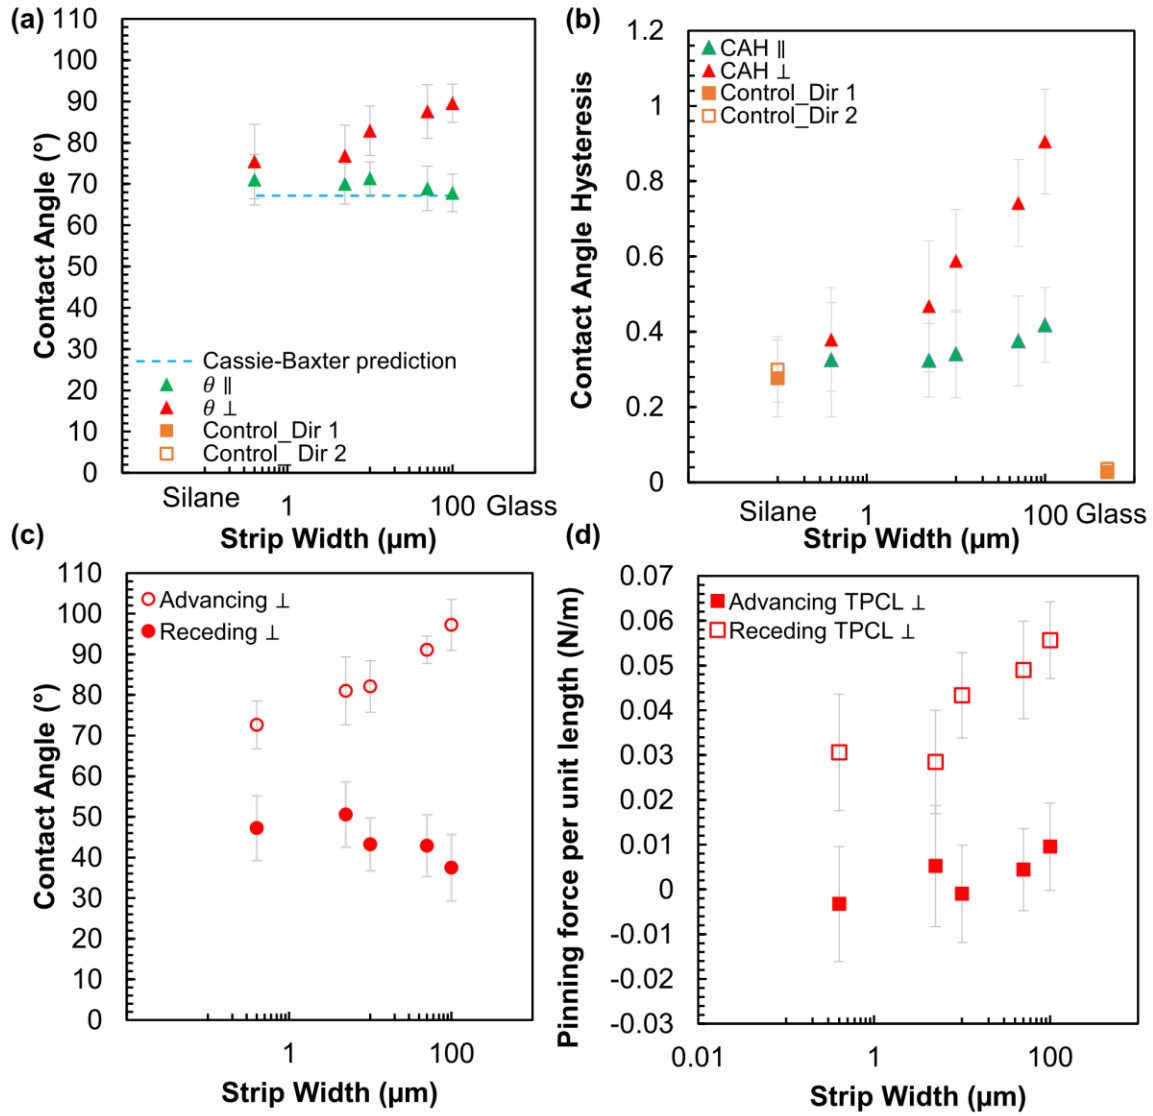 (a)
110
100
90
80
70
60
50
40
30
20
10
0
Contact Angle (°)
Cassie-Baxter prediction
θ ∥
θ ⊥
Control_Dir 1
Control_Dir 2
Silane 1 100 Glass
Strip Width (μm)
(b)
1.2
1
0.8
0.6
0.4
0.2
0
Contact Angle Hysteresis
CAH ∥
CAH ⊥
Control_Dir 1
Control_Dir 2
Silane 1 100 Glass
Strip Width (μm)
(c)
110
100
90
80
70
60
50
40
30
20
10
0
Contact Angle (°)
Advancing ⊥
Receding ⊥
1 100
Strip Width (μm)
(d)
0.07
0.06
0.05
0.04
0.03
0.02
0.01
0
-0.01
-0.02
-0.03
Pinning force per unit length (N/m)
Advancing TPCL ⊥
Receding TPCL ⊥
0.01 1 100
Strip Width (μm)